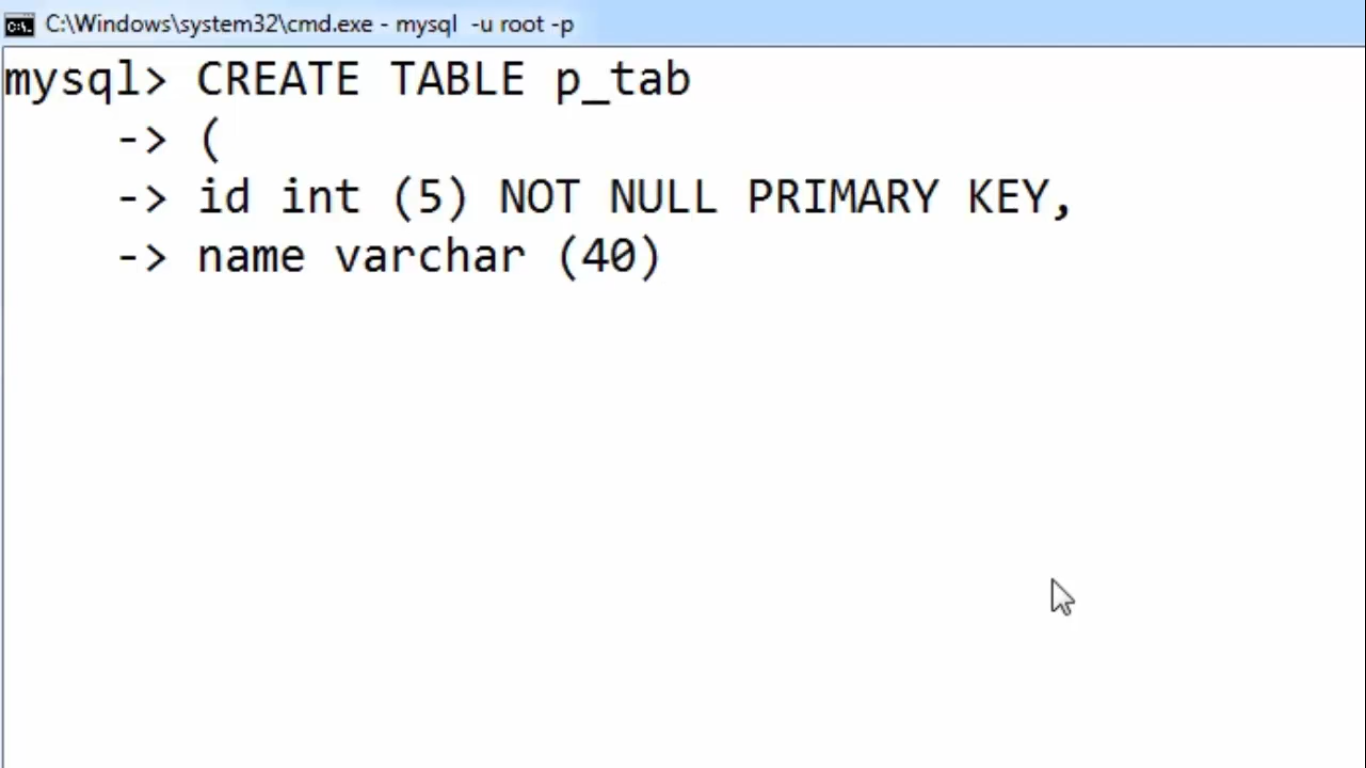 C:\Windows\system32\cmd.exe - mysql  -u root -p
mysql> CREATE TABLE p_tab
    -> (
    -> id int (5) NOT NULL PRIMARY KEY,
    -> name varchar (40)